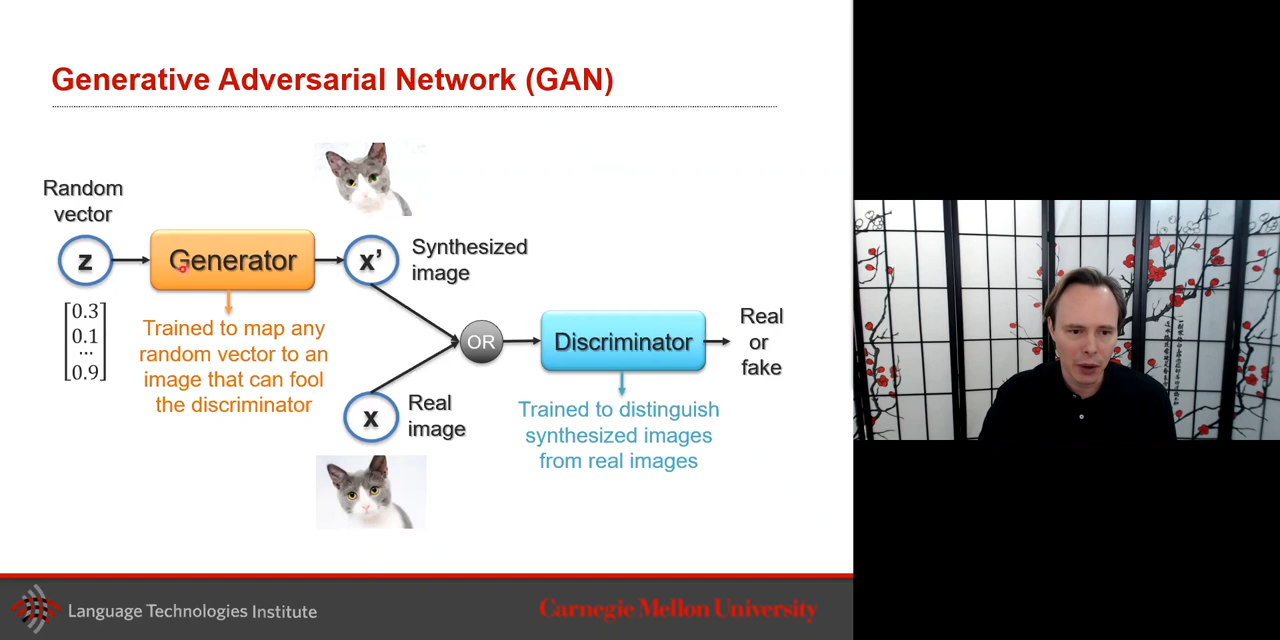 Generative Adversarial Network (GAN)
Random
vector
z
Generator
x’
Synthesized
image
[0.3
0.1
...
0.9]
Trained to map any
random vector to an
image that can fool
the discriminator
OR
Discriminator
Real
or
fake
x
Real
image
Trained to distinguish
synthesized images
from real images
Language Technologies Institute
Carnegie Mellon University